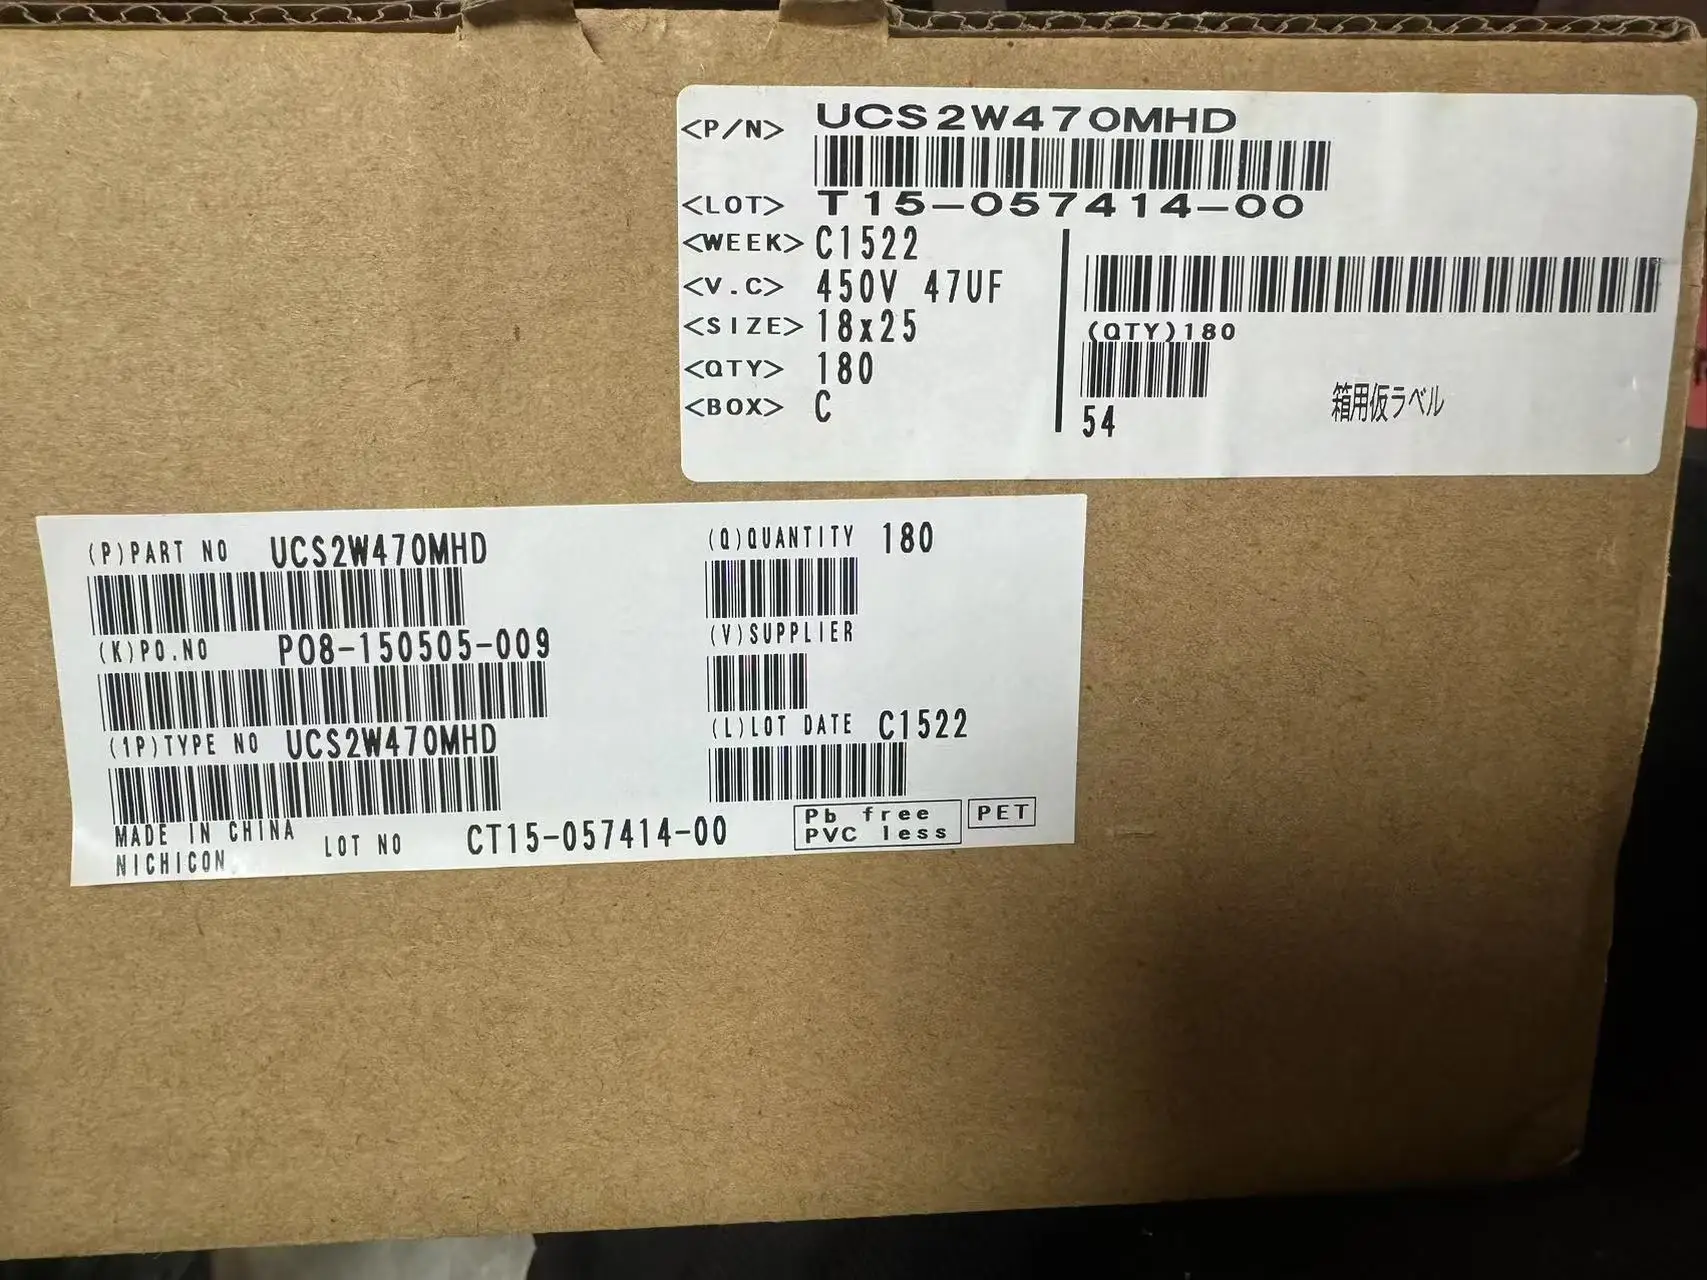 <P/N> UCS2W470MHD
<LOT> T15-057414-00
<WEEK> C1522
<V.C> 450V 47UF
<SIZE> 18x25
<QTY> 180
<BOX> C
(QTY)180
54
箱用仮ラベル
(P)PART NO UCS2W470MHD
(K)PO.NO P08-150505-009
(1P)TYPE NO UCS2W470MHD
MADE IN CHINA
NICHICON
LOT NO CT15-057414-00
(Q)QUANTITY 180
(V)SUPPLIER
(L)LOT DATE C1522
Pb free
PVC less
PET